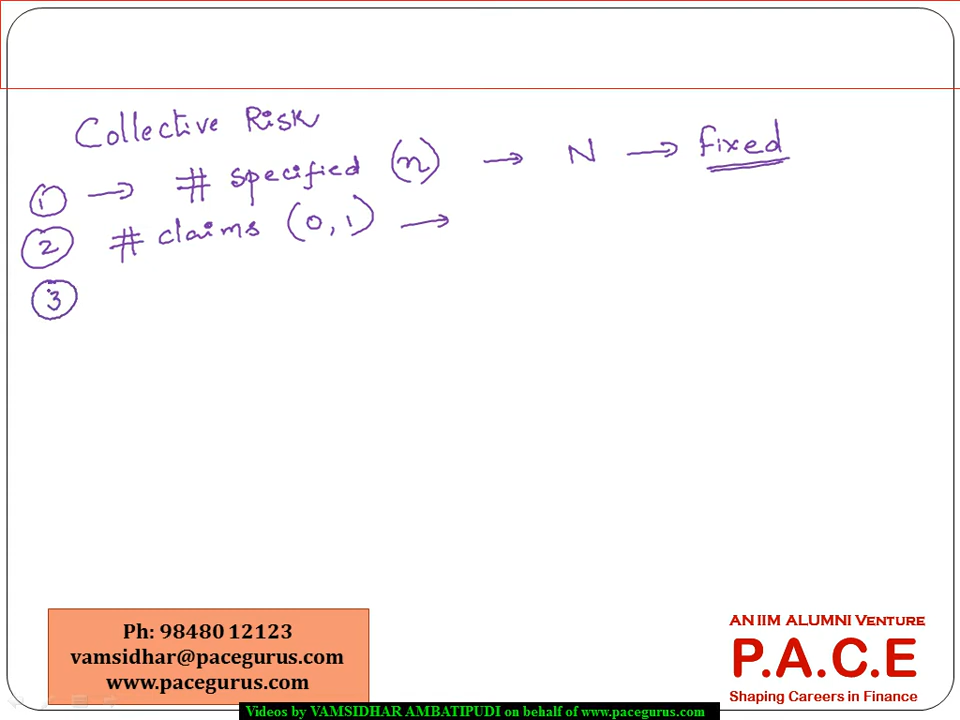 Collective Risk
① → # specified (n) → N → fixed
② # claims (0, 1) →
③
Ph: 98480 12123
vamsidhar@pacegurus.com
www.pacegurus.com
AN IIM ALUMNI VENTURE
P.A.C.E
Shaping Careers in Finance
Videos by VAMSIDHAR AMBATIPUDI on behalf of www.pacegurus.com